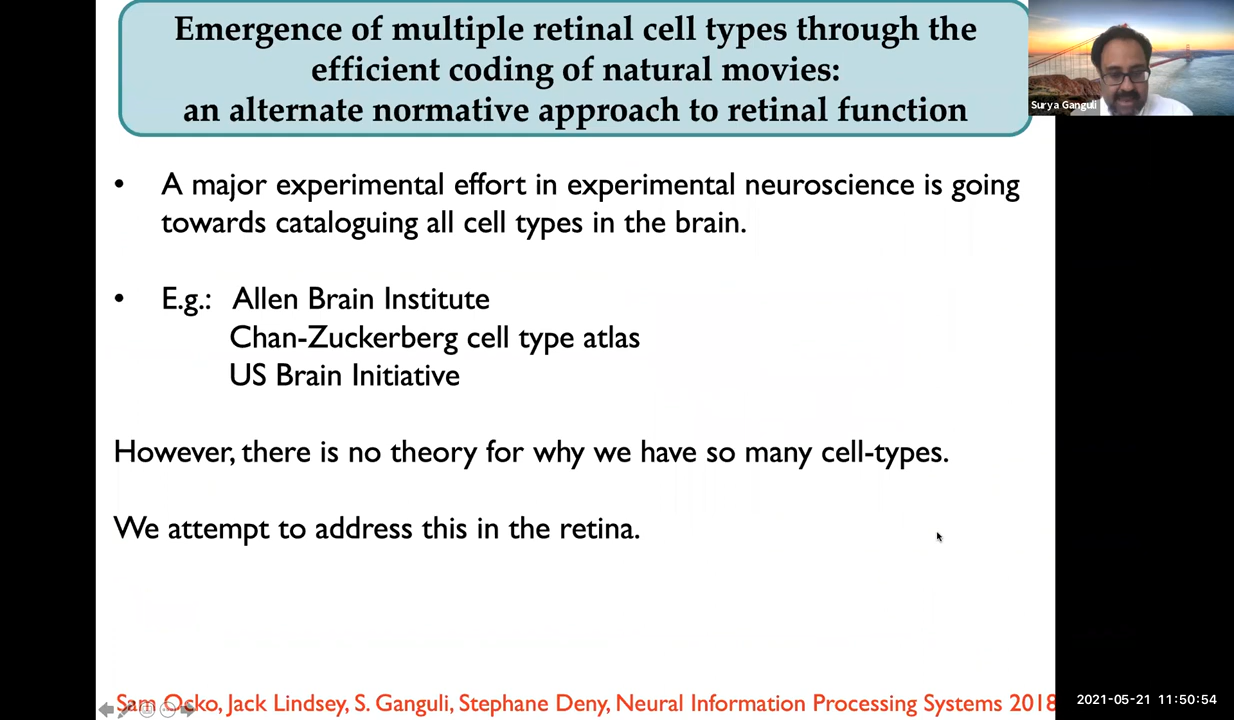 Emergence of multiple retinal cell types through the
efficient coding of natural movies:
an alternate normative approach to retinal function
Surya Ganguli
• A major experimental effort in experimental neuroscience is going
towards cataloguing all cell types in the brain.
• E.g.: Allen Brain Institute
Chan-Zuckerberg cell type atlas
US Brain Initiative
However, there is no theory for why we have so many cell-types.
We attempt to address this in the retina.
Sam Ocko, Jack Lindsey, S. Ganguli, Stephane Deny, Neural Information Processing Systems 2018
2021-05-21 11:50:54